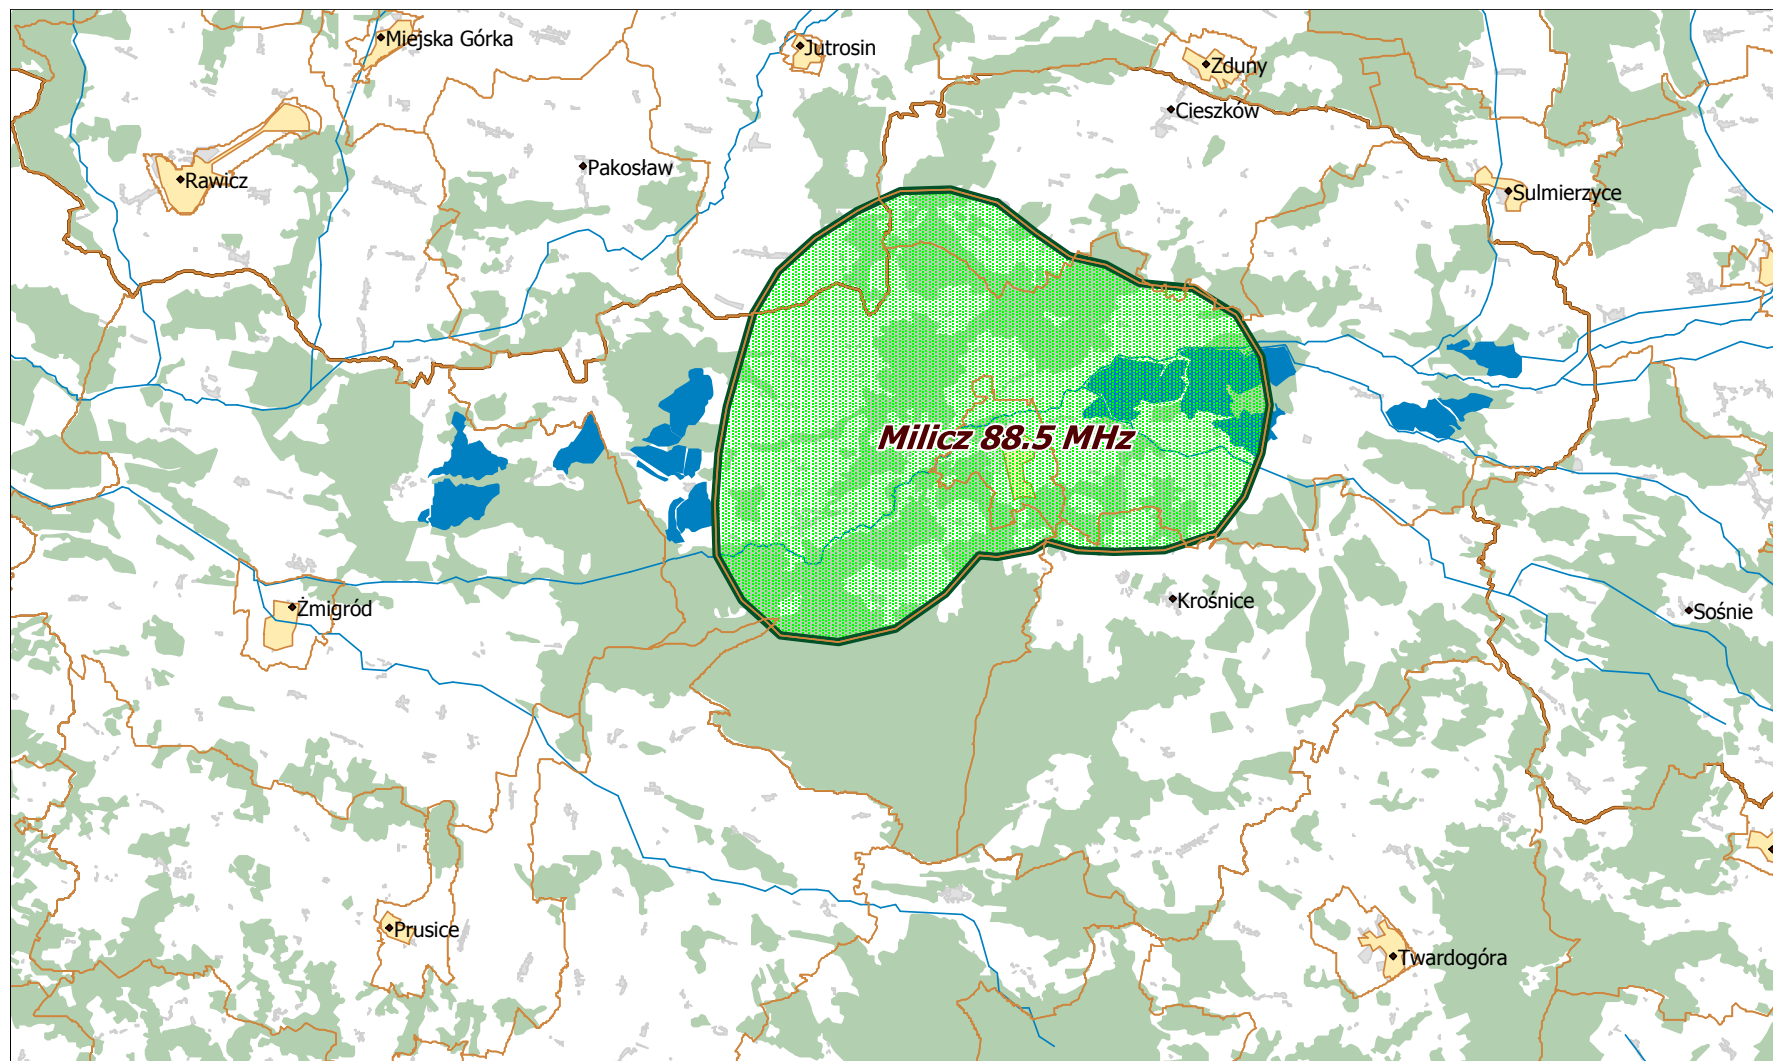 Miejska Górka
Jutrosin
Zduny
Cieszków
Pakosław
Rawicz
Sulmierzyce
Milicz 88.5 MHz
Żmigród
Krośnice
Sośnie
Prusice
Twardogóra